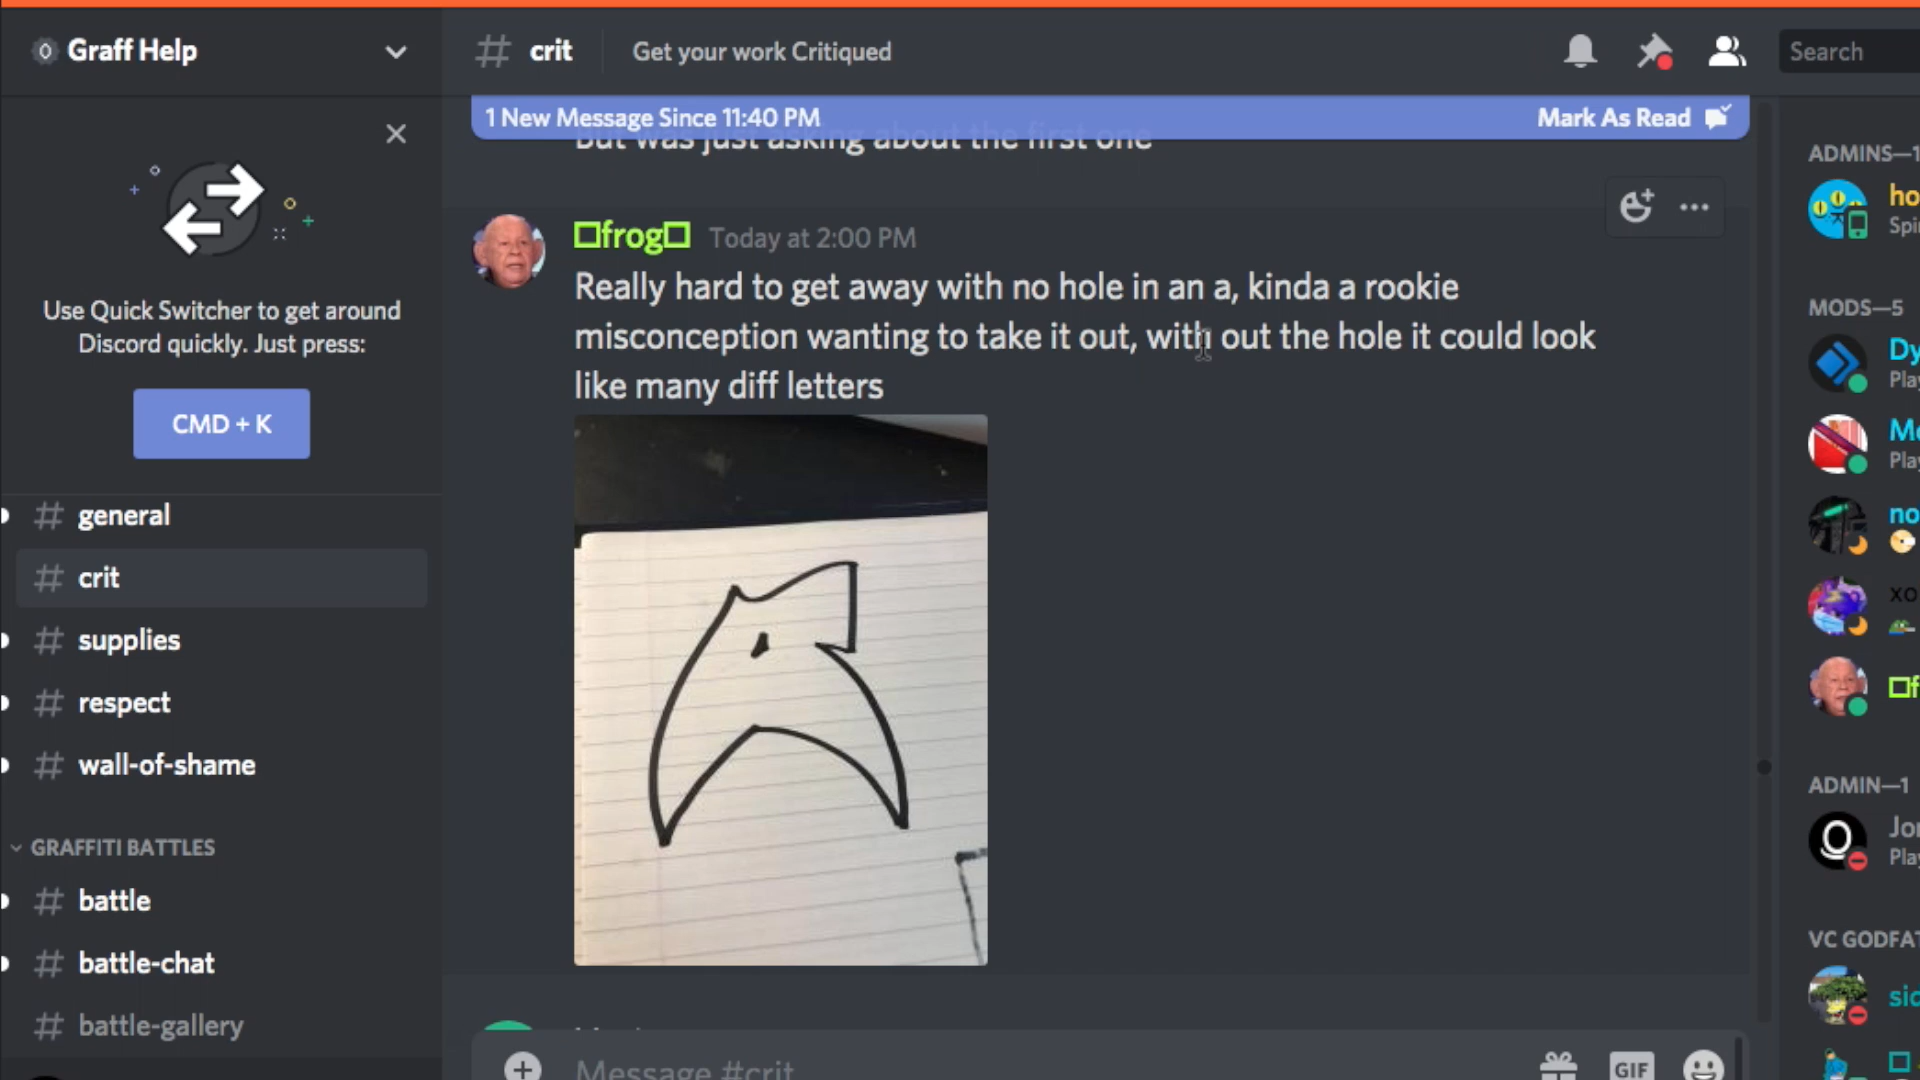 Graff Help
crit
Get your work Critiqued
Search
1 New Message Since 11:40 PM
Mark As Read
But was just asking about the first one
Use Quick Switcher to get around
Discord quickly. Just press:
CMD + K
general
crit
supplies
respect
wall-of-shame
GRAFFITI BATTLES
battle
battle-chat
battle-gallery
frog
Today at 2:00 PM
Really hard to get away with no hole in an a, kinda a rookie
misconception wanting to take it out, with out the hole it could look
like many diff letters
Message #crit
GIF
ADMINS—1
ho
Spi
MODS—5
Dy
Play
Me
Play
no
xo
f
ADMIN—1
Jo
Play
VC GODFAT
sic